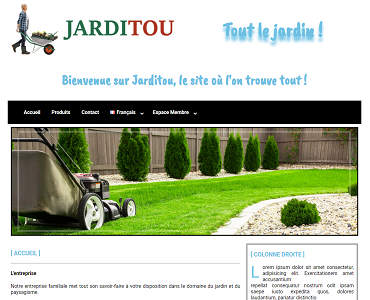 JARDITOU
Tout le jardin !
Bienvenue sur Jarditou, le site où l'on trouve tout !
Accueil Produits Contact Français Espace Membre
[ ACCUEIL ]
L'entreprise
Notre entreprise familiale met tout son savoir-faire à votre disposition dans le domaine du jardin et du
paysagisme.
[ COLONNE DROITE ]
Lorem ipsum dolor sit amet consectetur,
adipisicing elit. Exercitationem amet
accusantium
repellat consequatur nostrum odit ipsam
saepe iusto expedita quos, dolores
laudantium, pariatur distinctio